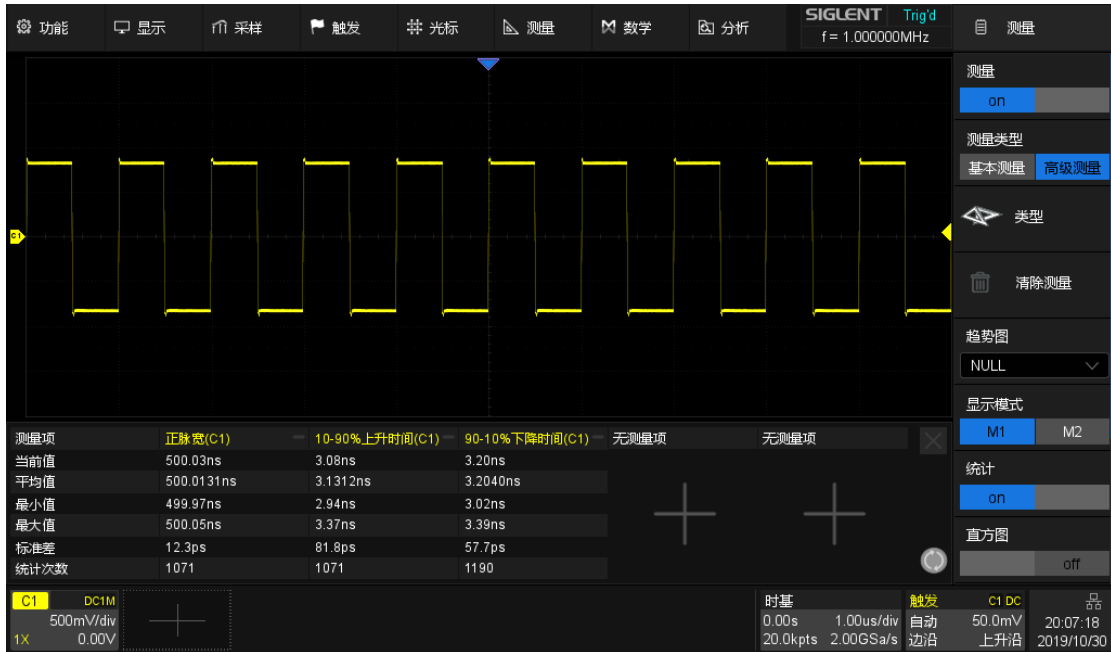 功能 显示 采样 触发 光标 测量 数学 分析 SIGLENT Trig'd 测量
f = 1.000000MHz
测量
on
测量类型
基本测量 高级测量
类型
C1
清除测量
趋势图
NULL
显示模式
M1 M2
统计
on
直方图
off
测量项 正脉宽(C1) 10-90%上升时间(C1) 90-10%下降时间(C1) 无测量项 无测量项
当前值 500.03ns 3.08ns 3.20ns
平均值 500.0131ns 3.1312ns 3.2040ns
最小值 499.97ns 2.94ns 3.02ns
最大值 500.05ns 3.37ns 3.39ns
标准差 12.3ps 81.8ps 57.7ps
统计次数 1071 1071 1190
C1 DC1M 时基 触发 C1 DC
500mV/div 0.00s 1.00us/div 自动 50.0mV 20:07:18
1X 0.00V 20.0kpts 2.00GSa/s 边沿 上升沿 2019/10/30